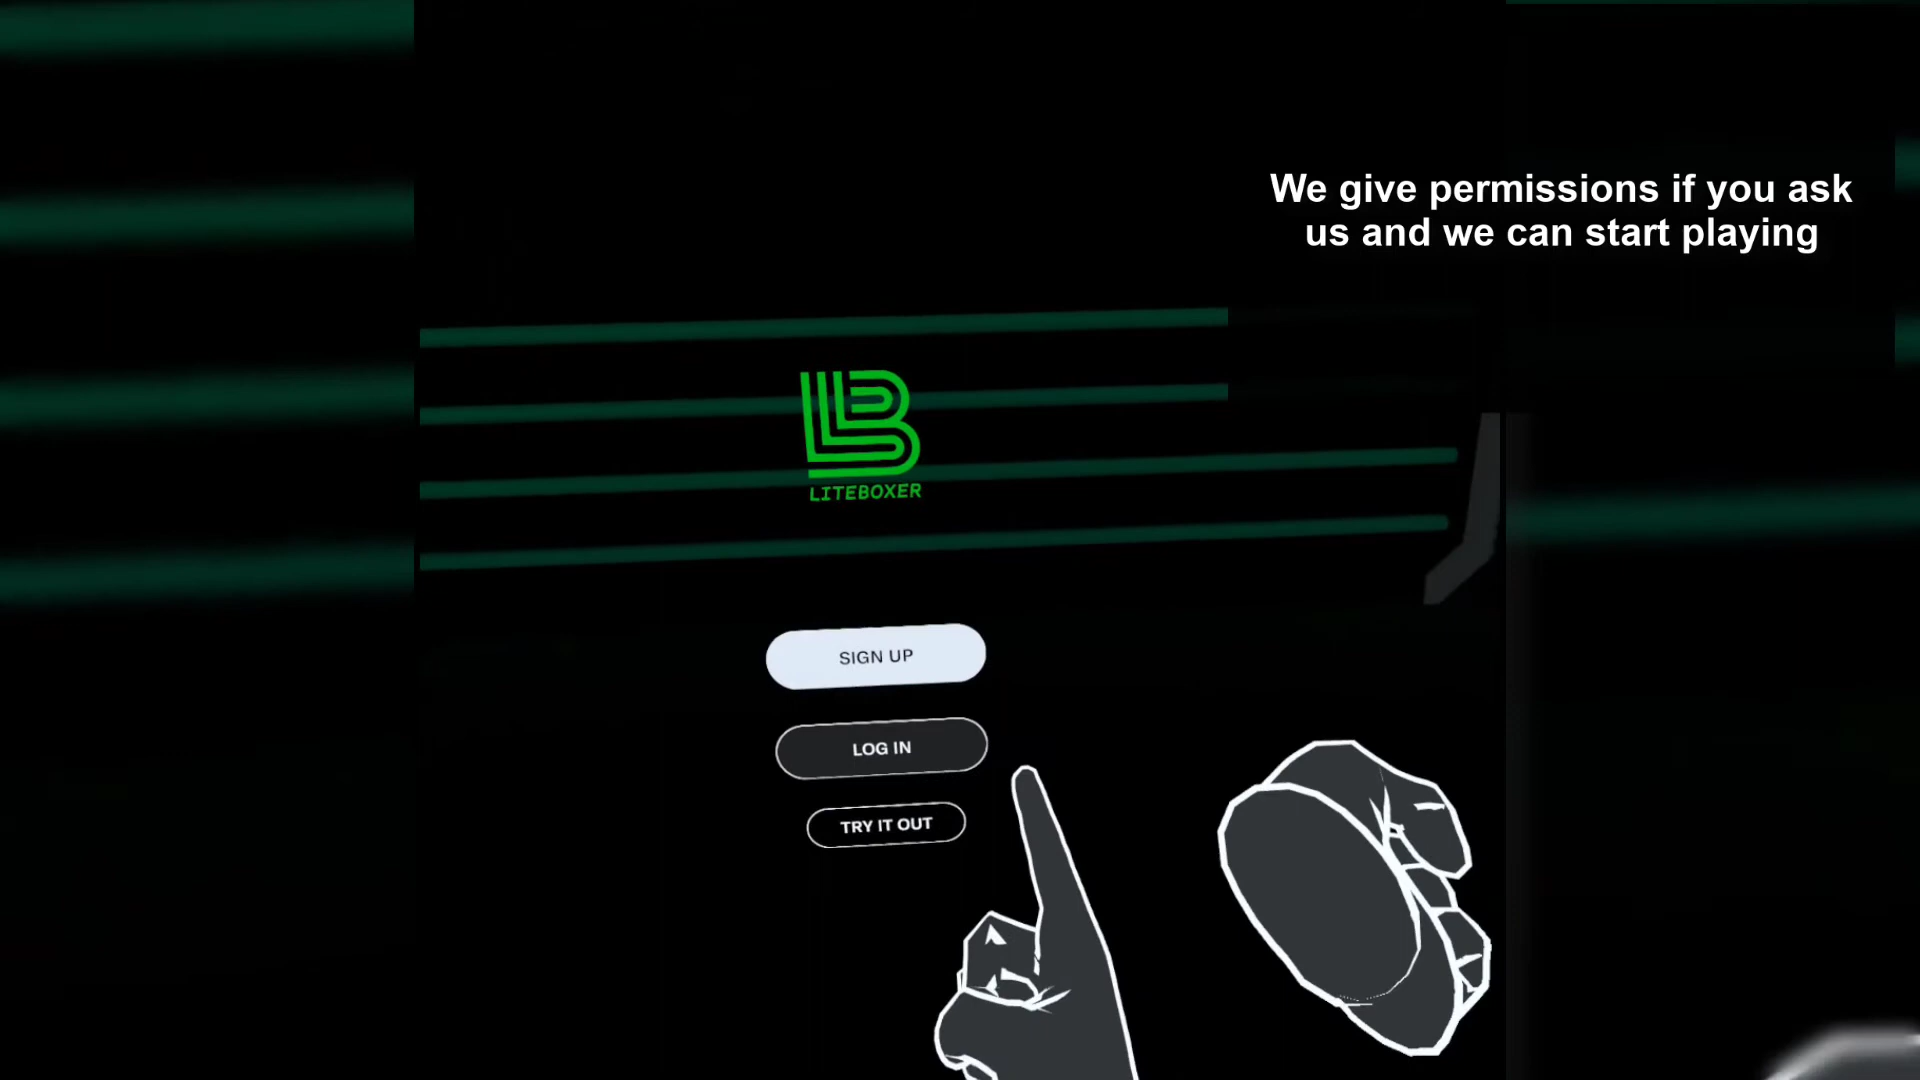 We give permissions if you ask
us and we can start playing
LITEBOXER
SIGN UP
LOG IN
TRY IT OUT